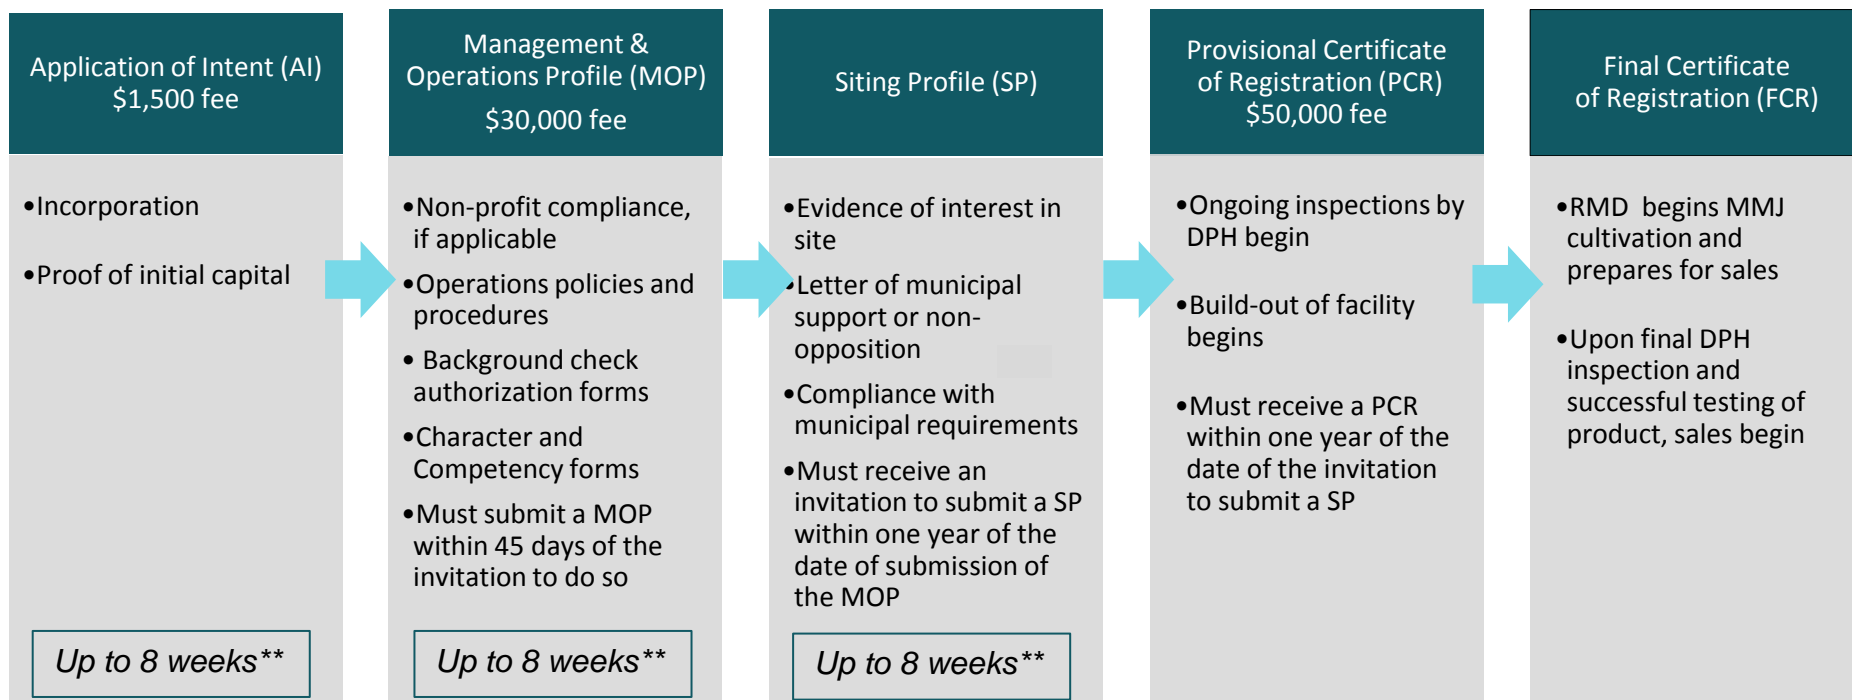 Application of Intent (AI)
$1,500 fee
•Incorporation
•Proof of initial capital
Up to 8 weeks**
Management &
Operations Profile (MOP)
$30,000 fee
•Non-profit compliance,
if applicable
•Operations policies and
procedures
• Background check
authorization forms
•Character and
Competency forms
•Must submit a MOP
within 45 days of the
invitation to do so
Up to 8 weeks**
Siting Profile (SP)
•Evidence of interest in
site
•Letter of municipal
support or non-
opposition
•Compliance with
municipal requirements
•Must receive an
invitation to submit a SP
within one year of the
date of submission of
the MOP
Up to 8 weeks**
Provisional Certificate
of Registration (PCR)
$50,000 fee
•Ongoing inspections by
DPH begin
•Build-out of facility
begins
•Must receive a PCR
within one year of the
date of the invitation
to submit a SP
Final Certificate
of Registration (FCR)
•RMD begins MMJ
cultivation and
prepares for sales
•Upon final DPH
inspection and
successful testing of
product, sales begin